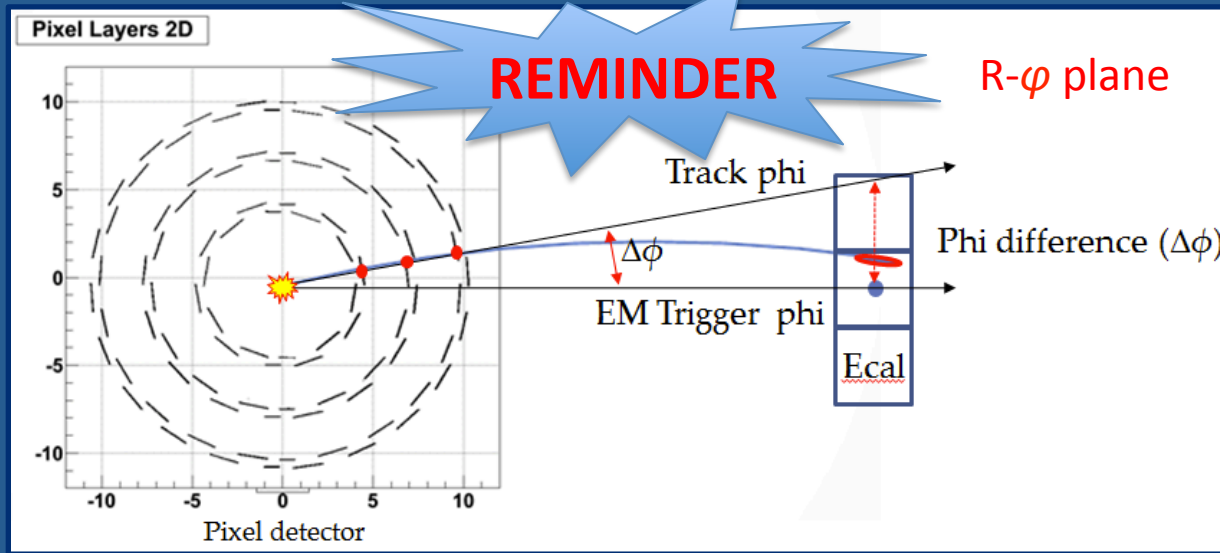 Pixel Layers 2D
REMINDER
R-φ plane
10
5
0
-5
-10
-10 -5 0 5 10
Pixel detector
Track phi
Δϕ
Phi difference (Δϕ)
EM Trigger phi
Ecal